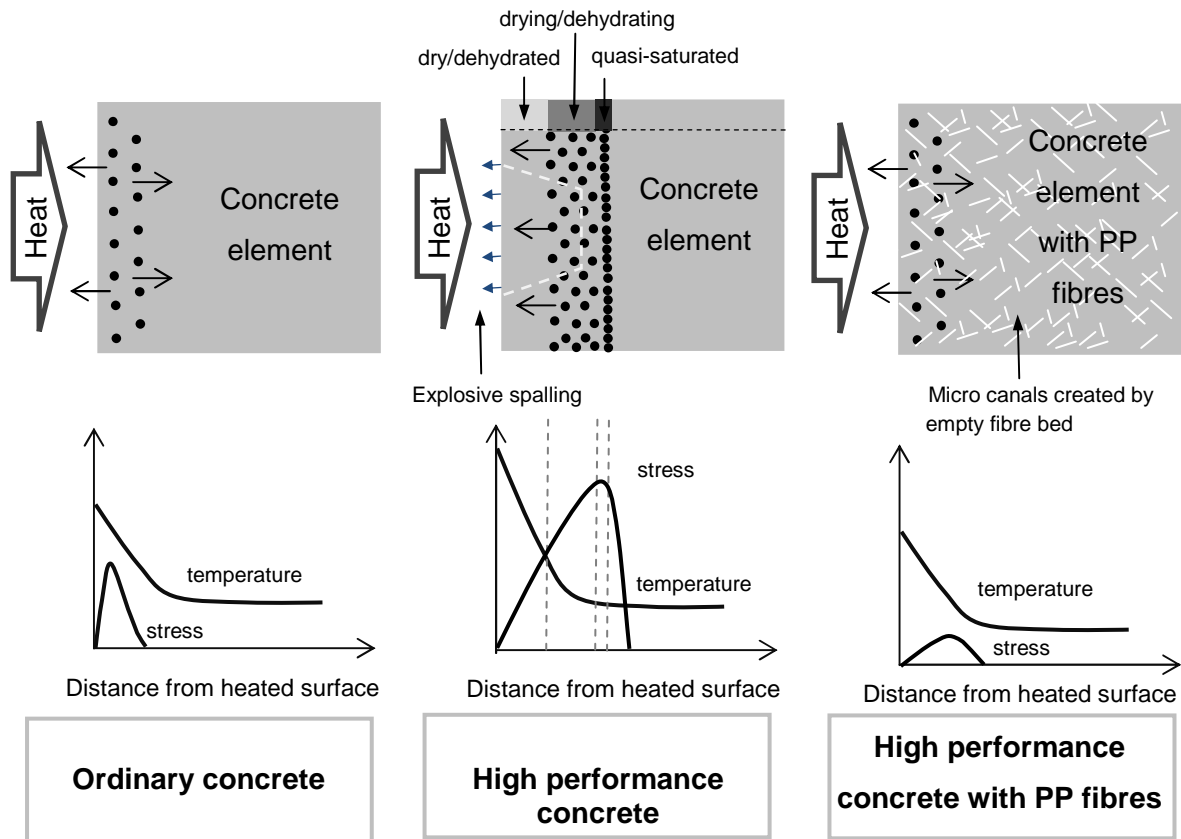 drying/dehydrating
dry/dehydrated
quasi-saturated
Heat
Concrete
element
Heat
Concrete
element
Heat
Concrete
element
with PP
fibres
Explosive spalling
Micro canals created by
empty fibre bed
temperature
stress
Distance from heated surface
stress
temperature
Distance from heated surface
temperature
stress
Distance from heated surface
Ordinary concrete
High performance
concrete
High performance
concrete with PP fibres